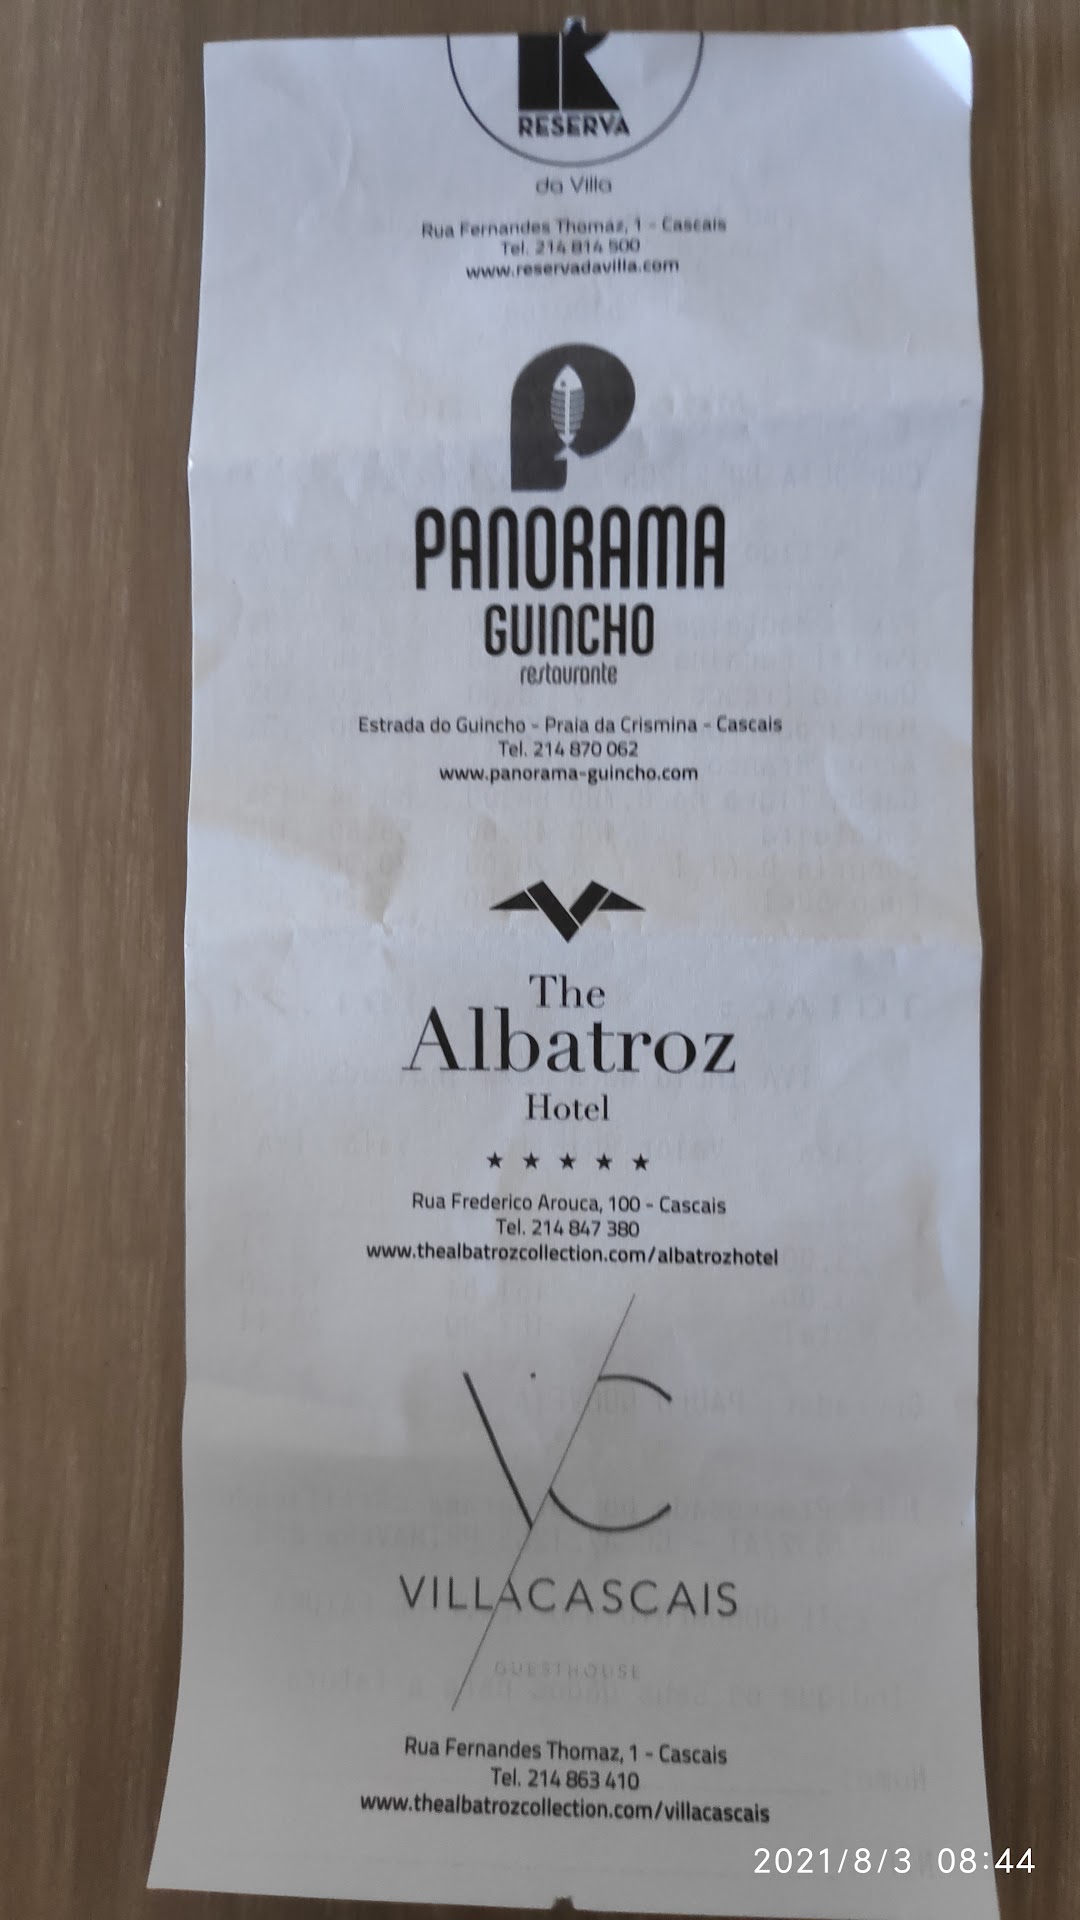 R
RESERVA
da Villa
Rua Fernandes Thomaz, 1 - Cascais
Tel. 214 814 500
www.reservadavilla.com
P
PANORAMA
GUINCHO
restaurante
Estrada do Guincho - Praia da Crismina - Cascais
Tel. 214 870 062
www.panorama-guincho.com
The
Albatroz
Hotel
★ ★ ★ ★ ★
Rua Frederico Arouca, 100 - Cascais
Tel. 214 847 380
www.thealbatrozcollection.com/albatrozhotel
VC
VILLACASCAIS
GUESTHOUSE
Rua Fernandes Thomaz, 1 - Cascais
Tel. 214 863 410
www.thealbatrozcollection.com/villacascais
2021/8/3 08:44